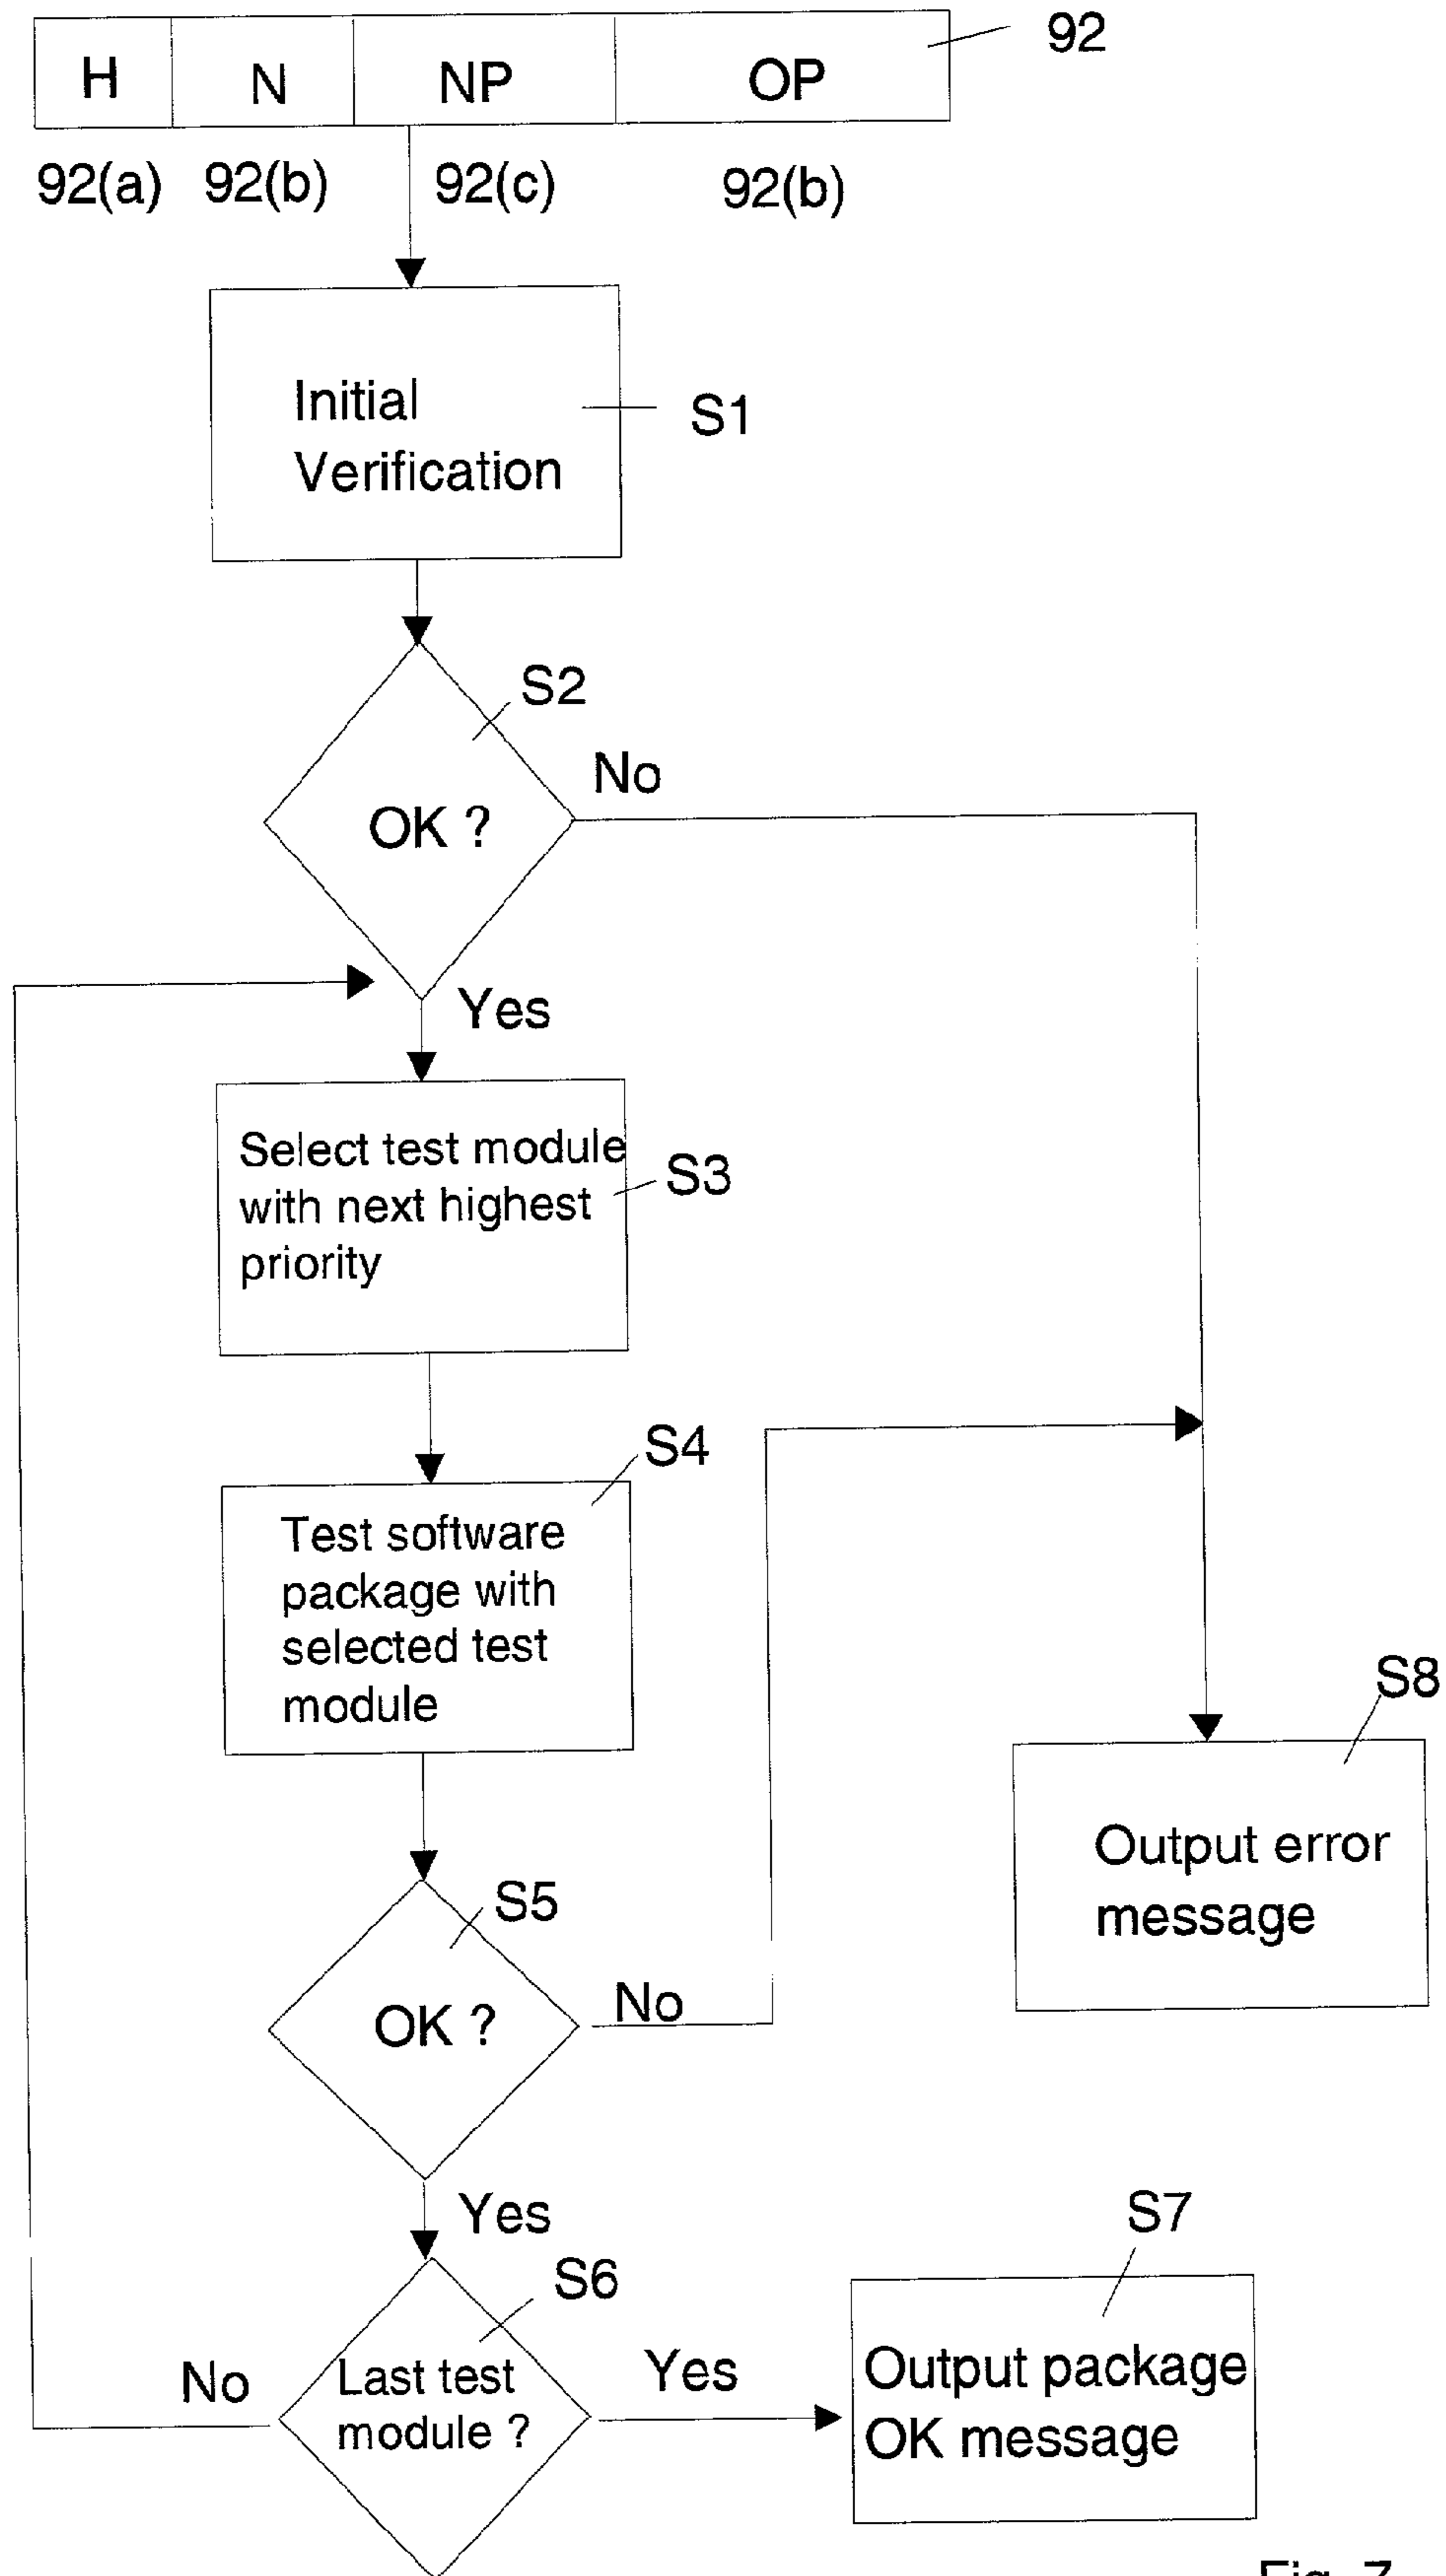 92
H N NP OP
92(a) 92(b) 92(c) 92(b)
Initial
Verification
S1
S2
No
OK ?
Yes
Select test module
with next highest
priority
S3
S4
Test software
package with
selected test
module
S8
Output error
message
S5
No
OK ?
Yes
S7
S6
No
Last test
module ?
Yes
Output package
OK message
Fig. 7